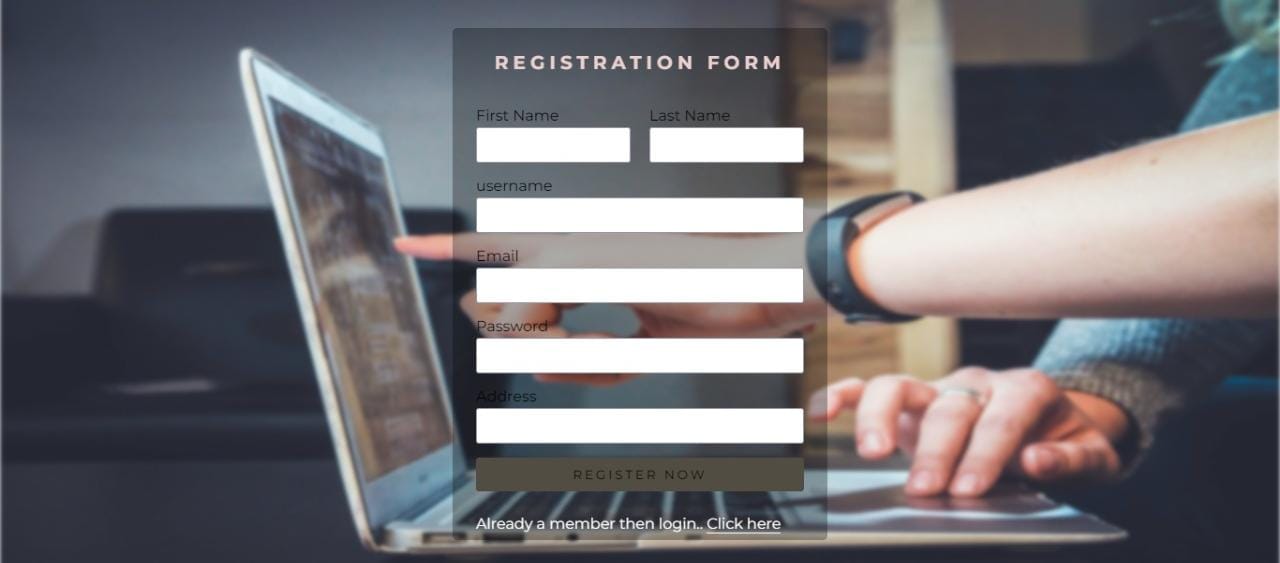 REGISTRATION FORM
First Name Last Name
username
Email
Password
Address
REGISTER NOW
Already a member then login.. Click here